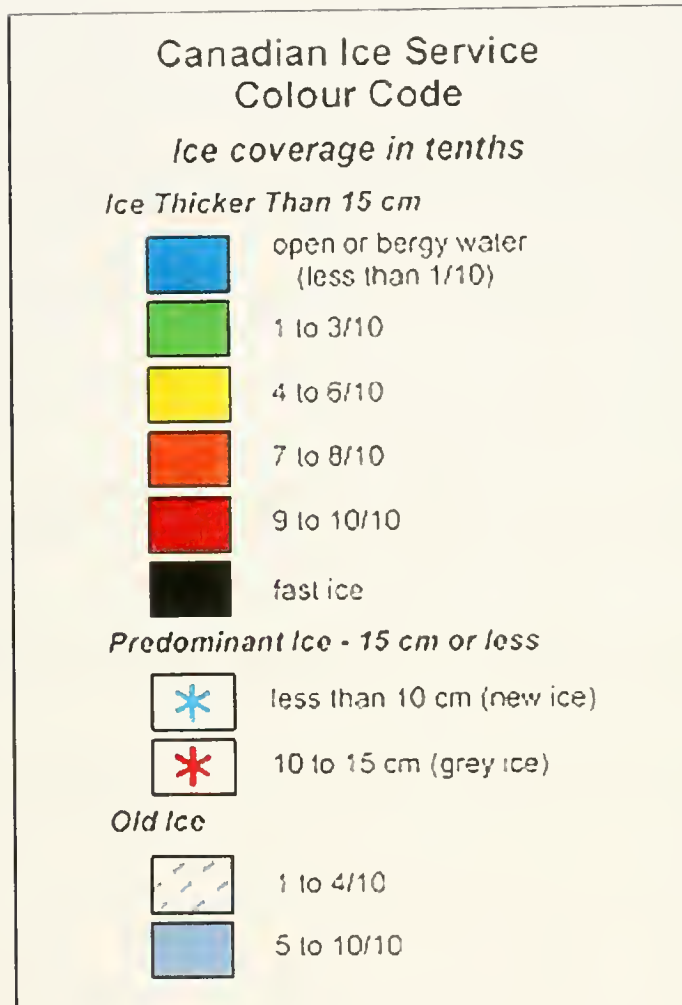 Canadian Ice Service
Colour Code
Ice coverage in tenths
Ice Thicker Than 15 cm
open or bergy water
(less than 1/10)
1 to 3/10
4 to 6/10
7 to 8/10
9 to 10/10
fast ice
Predominant Ice - 15 cm or less
less than 10 cm (new ice)
10 to 15 cm (grey ice)
Old Ice
1 to 4/10
5 to 10/10